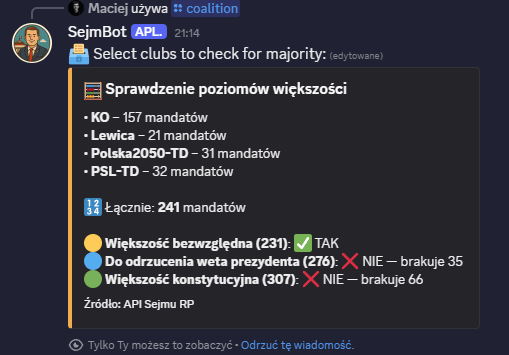 Maciej używa coalition
SejmBot APL. 21:14
Select clubs to check for majority: (edytowane)
Sprawdzenie poziomów większości
• KO – 157 mandatów
• Lewica – 21 mandatów
• Polska2050-TD – 31 mandatów
• PSL-TD – 32 mandatów
1234 Łącznie: 241 mandatów
Większość bezwzględna (231): ✅ TAK
Do odrzucenia weta prezydenta (276): ❌ NIE — brakuje 35
Większość konstytucyjna (307): ❌ NIE — brakuje 66
Źródło: API Sejmu RP
Tylko Ty możesz to zobaczyć • Odrzuć tę wiadomość.